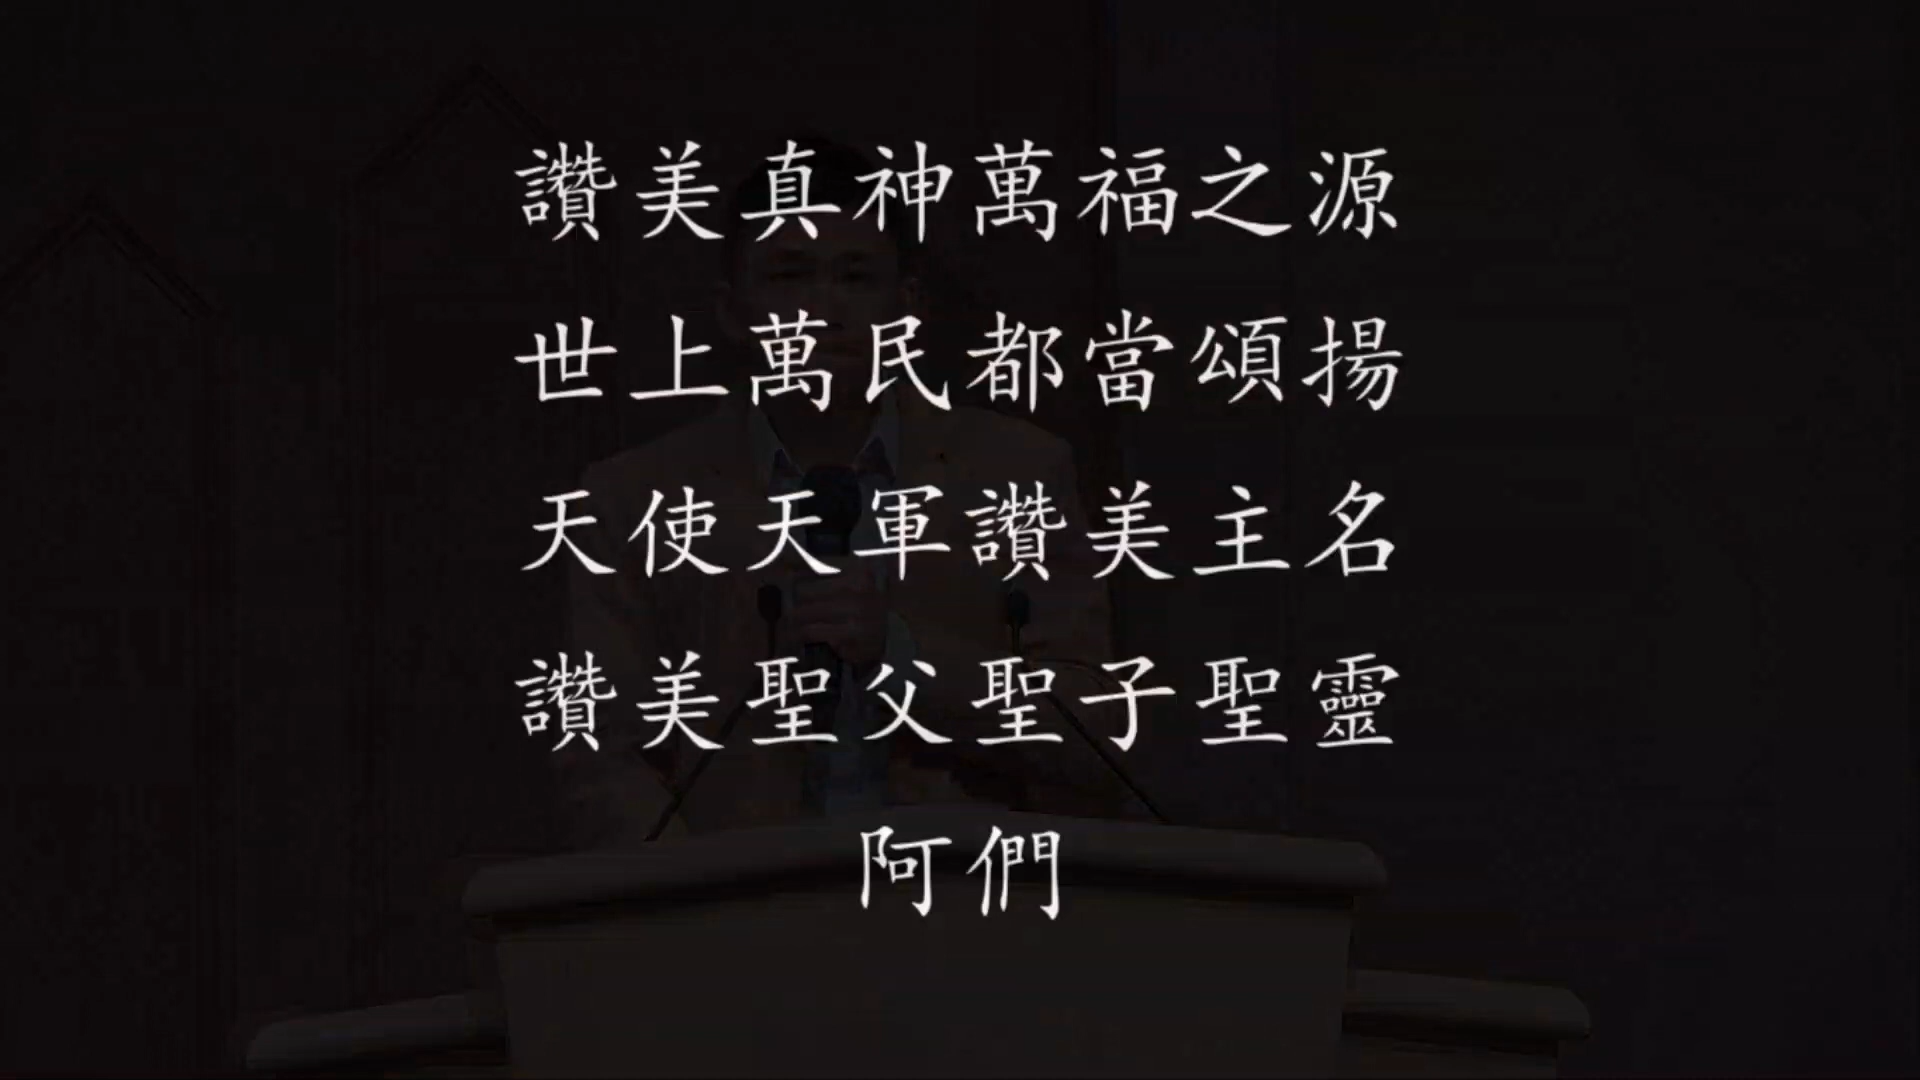 讚美真神萬福之源
世上萬民都當頌揚
天使天軍讚美主名
讚美聖父聖子聖靈
阿們